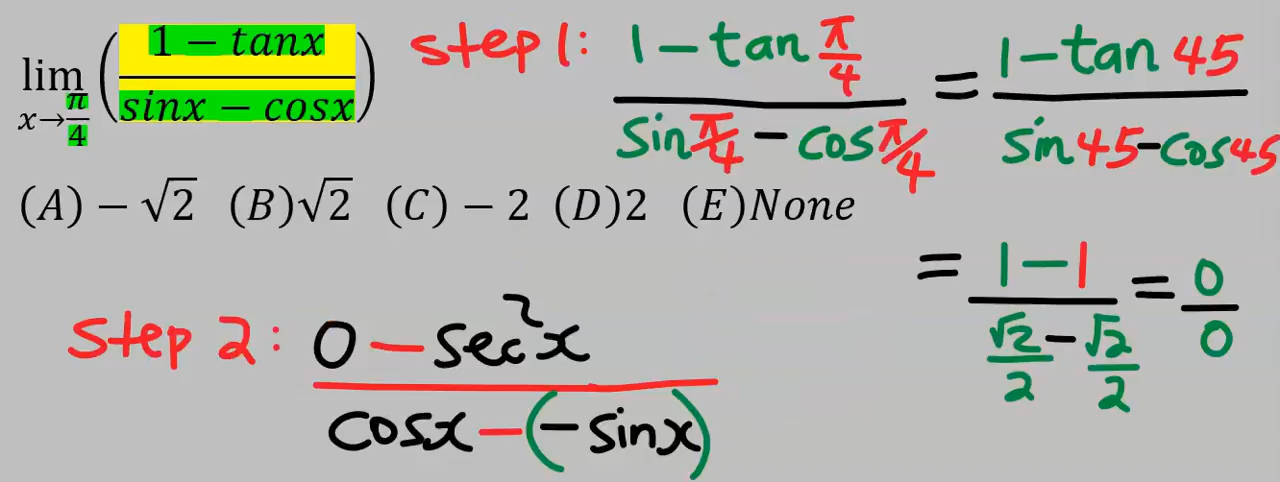 lim x→π/4 ((1 − tanx)/(sinx − cosx))
step 1: (1 − tan π/4)/(sin π/4 − cos π/4) = (1 − tan 45)/(sin 45 − cos 45)
(A) − √2 (B)√2 (C) − 2 (D)2 (E)None
= (1 − 1)/(√2/2 − √2/2) = 0/0
step 2: (0 − sec²x)/(cosx − (−sinx))